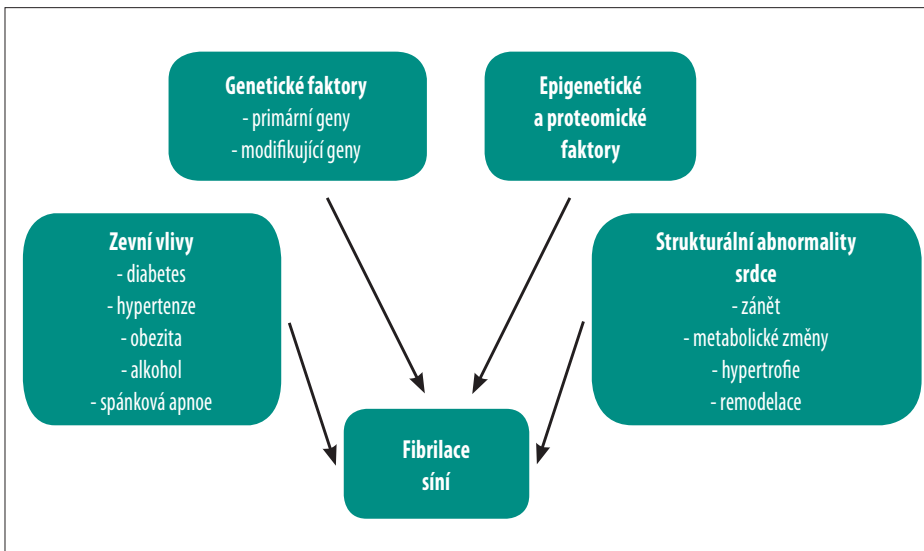 Genetické faktory
- primární geny
- modifikující geny
Epigenetické
a proteomické
faktory
Zevní vlivy
- diabetes
- hypertenze
- obezita
- alkohol
- spánková apnoe
Strukturální abnormality
srdce
- zánět
- metabolické změny
- hypertrofie
- remodelace
Fibrilace
síní